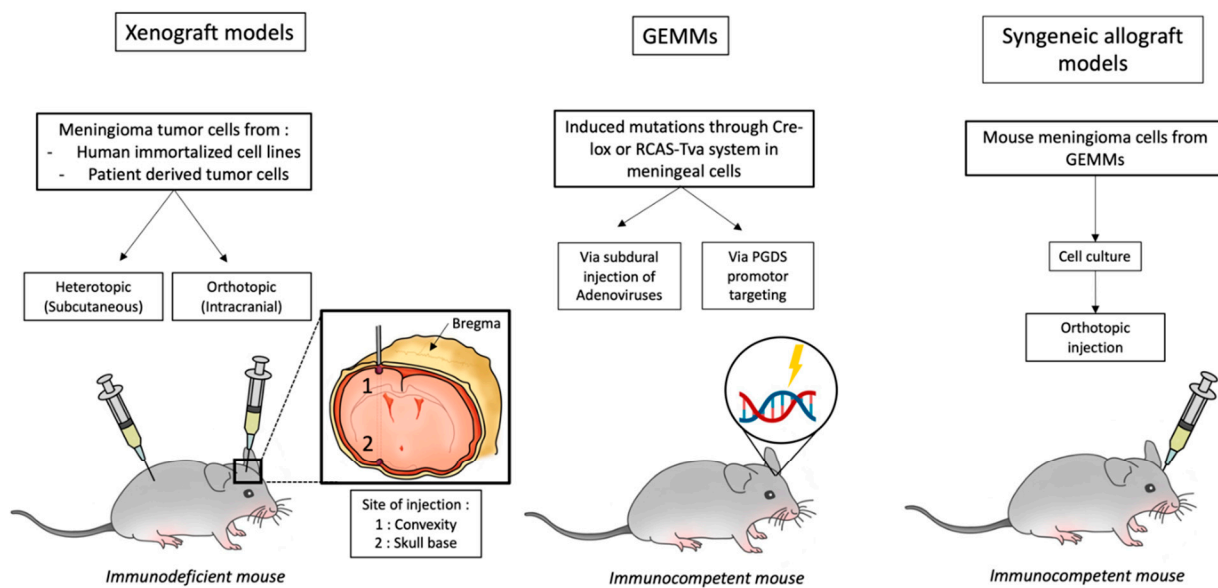 Xenograft models
Meningioma tumor cells from :
- Human immortalized cell lines
- Patient derived tumor cells
Heterotopic
(Subcutaneous)
Orthotopic
(Intracranial)
Bregma
1
2
Site of injection :
1 : Convexity
2 : Skull base
Immunodeficient mouse
GEMMs
Induced mutations through Cre-
lox or RCAS-Tva system in
meningeal cells
Via subdural
injection of
Adenoviruses
Via PGDS
promotor
targeting
Immunocompetent mouse
Syngeneic allograft
models
Mouse meningioma cells from
GEMMs
Cell culture
Orthotopic
injection
Immunocompetent mouse